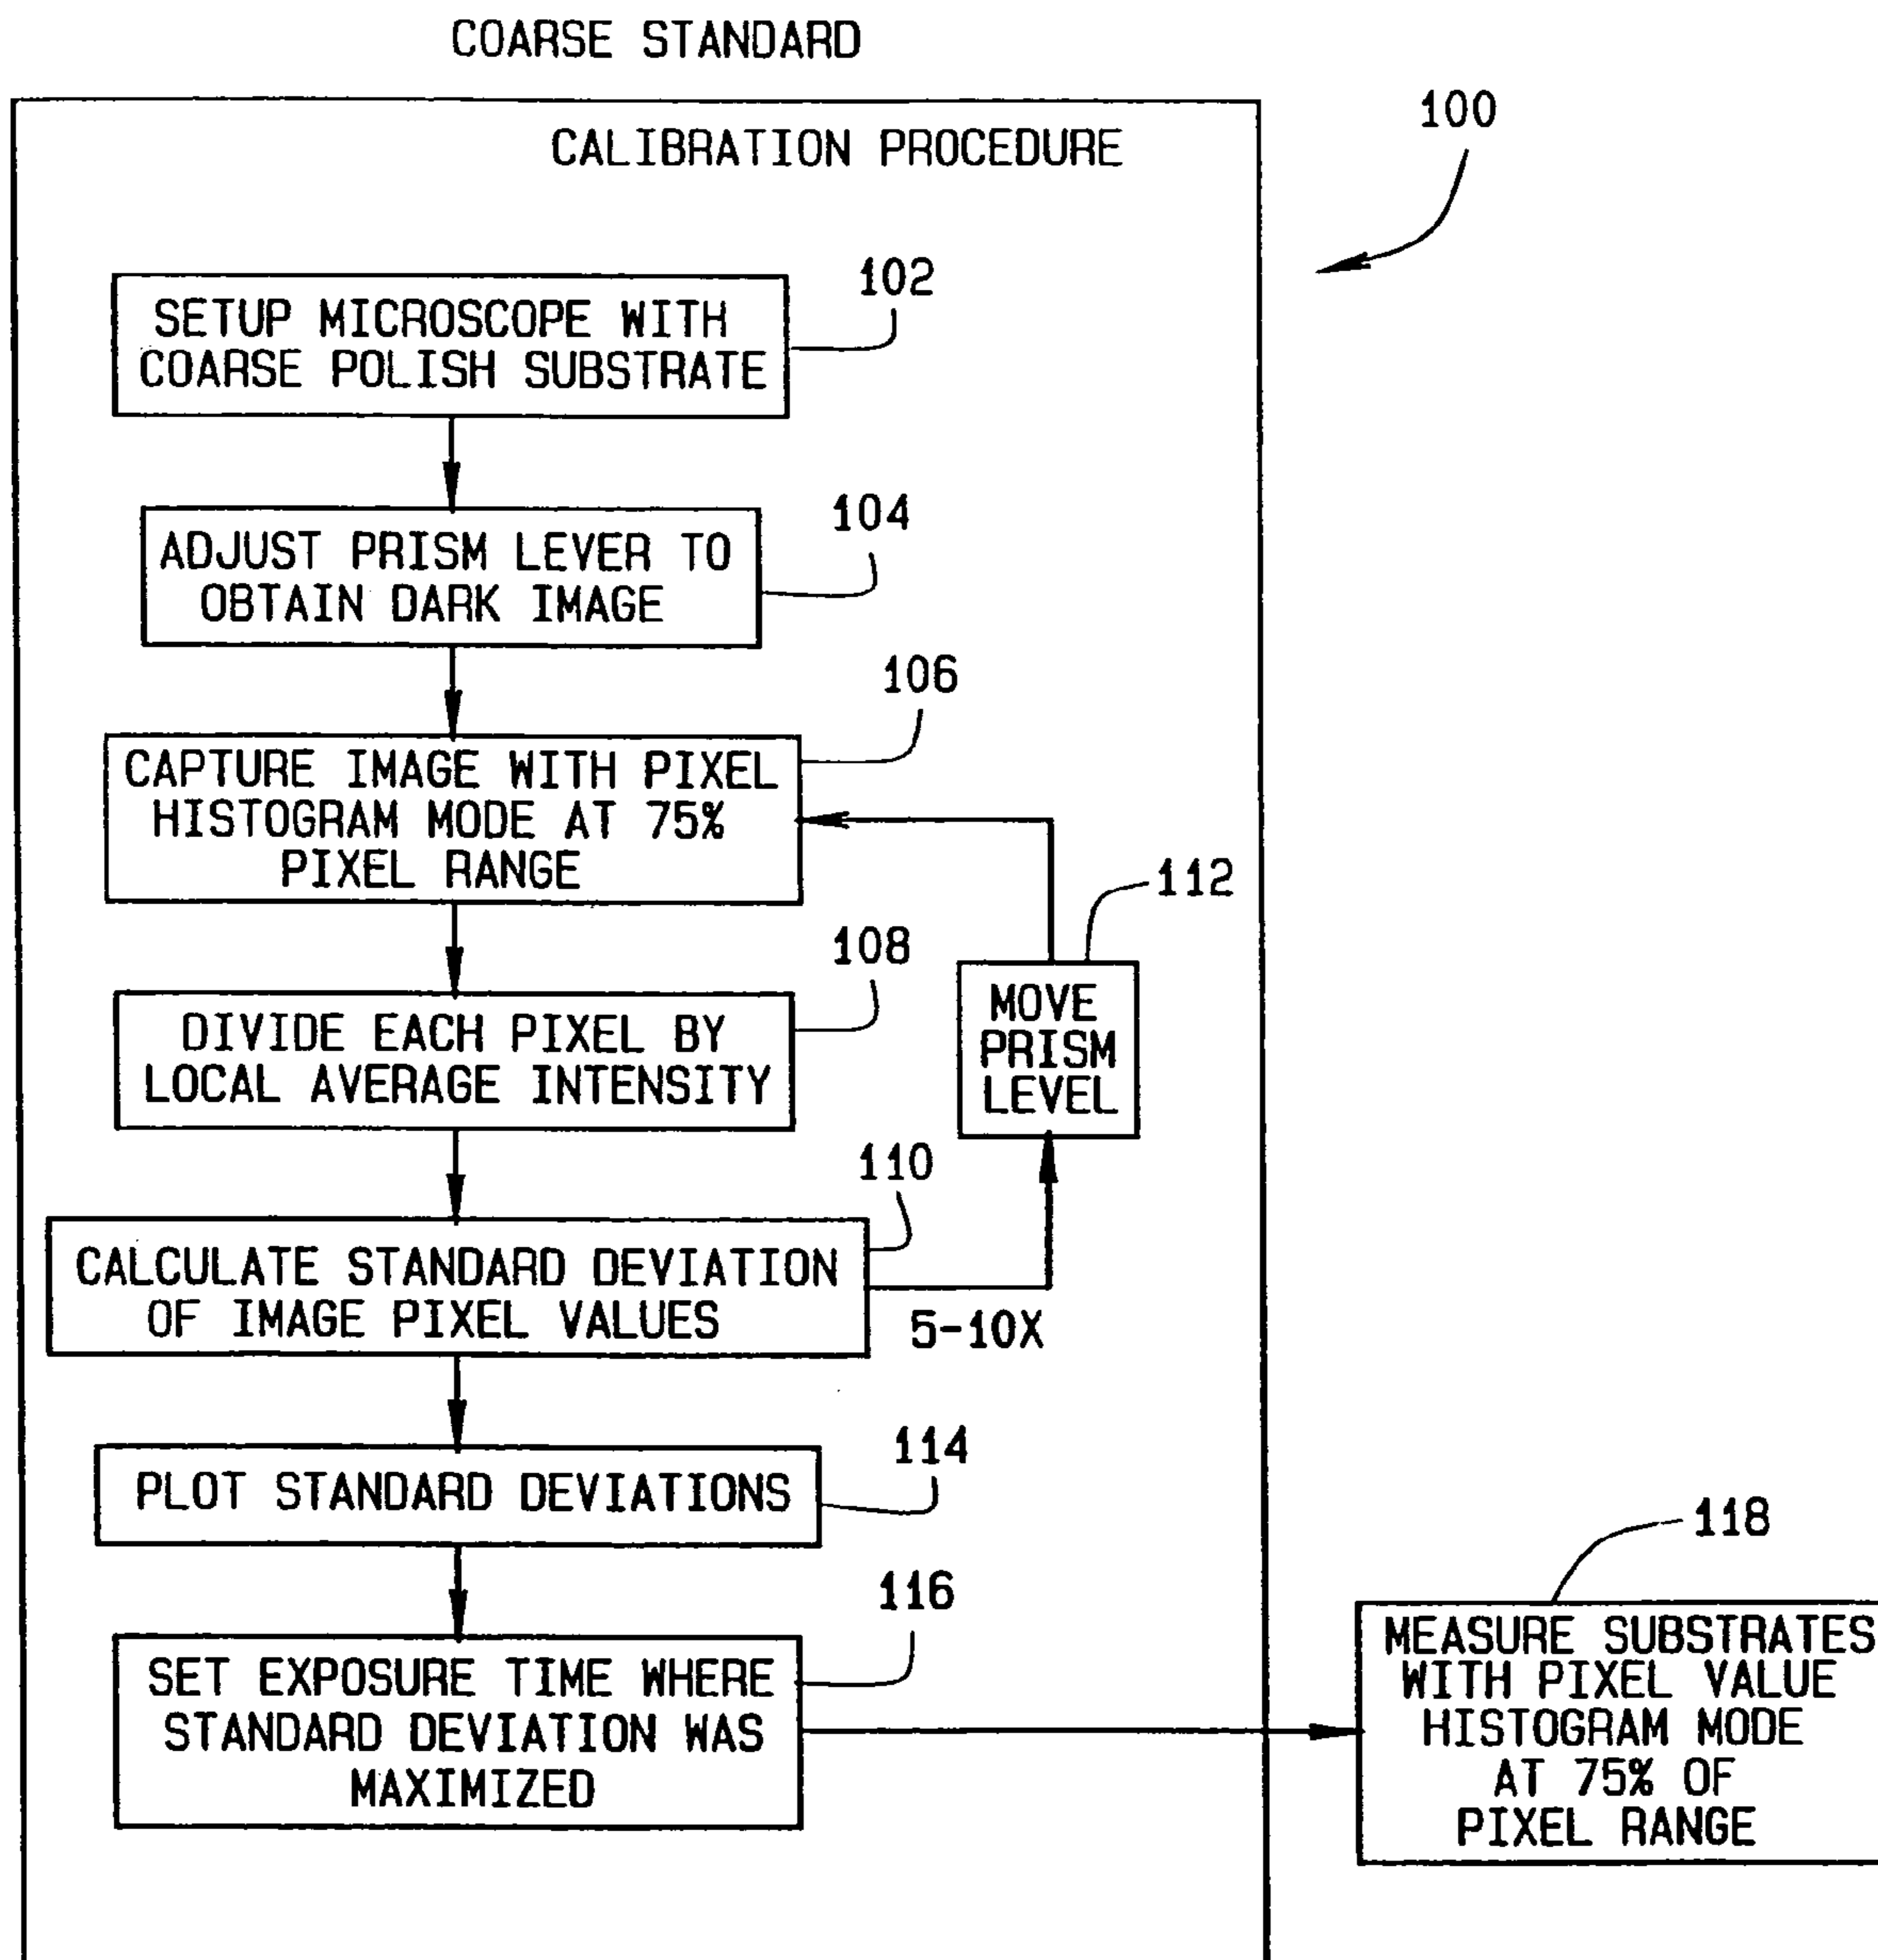 COARSE STANDARD
CALIBRATION PROCEDURE
100
102
SETUP MICROSCOPE WITH
COARSE POLISH SUBSTRATE
104
ADJUST PRISM LEVER TO
OBTAIN DARK IMAGE
106
CAPTURE IMAGE WITH PIXEL
HISTOGRAM MODE AT 75%
PIXEL RANGE
108
DIVIDE EACH PIXEL BY
LOCAL AVERAGE INTENSITY
112
MOVE
PRISM
LEVEL
110
CALCULATE STANDARD DEVIATION
OF IMAGE PIXEL VALUES
5-10X
114
PLOT STANDARD DEVIATIONS
116
SET EXPOSURE TIME WHERE
STANDARD DEVIATION WAS
MAXIMIZED
118
MEASURE SUBSTRATES
WITH PIXEL VALUE
HISTOGRAM MODE
AT 75% OF
PIXEL RANGE